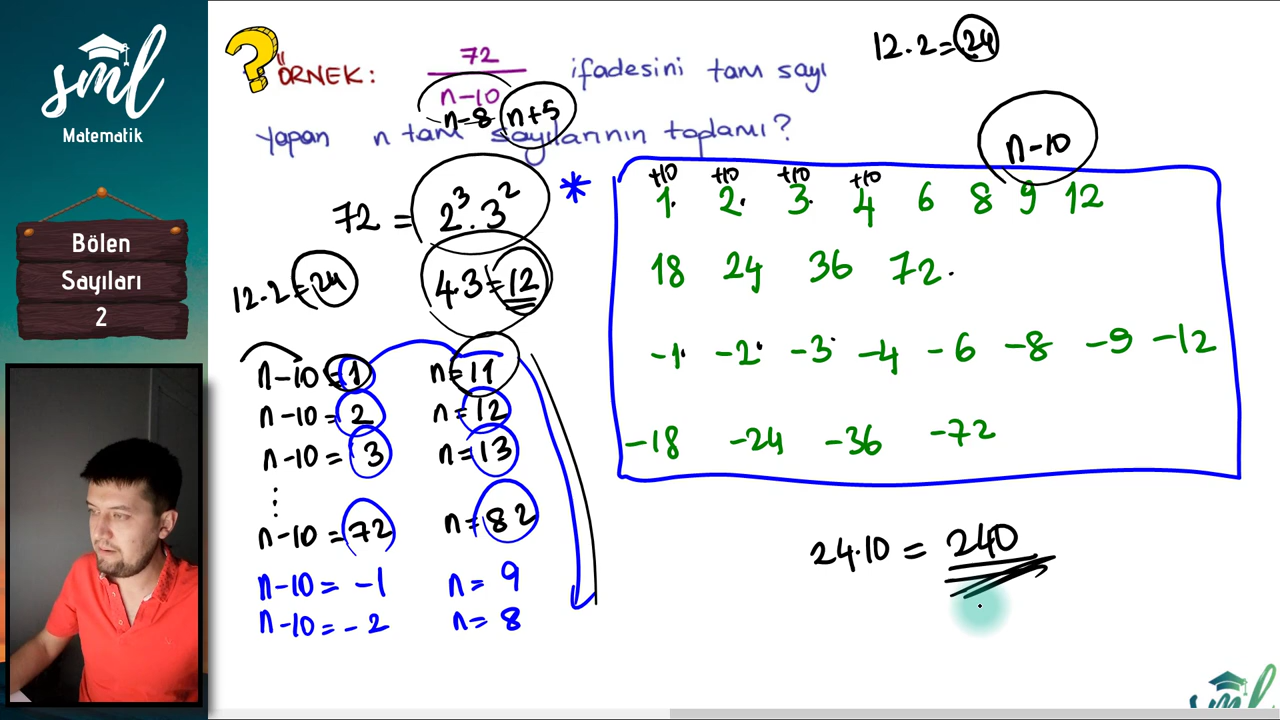 sml
Matematik
Bölen
Sayıları
2
ÖRNEK: 72/n-10 ifadesini tam sayı
n-8 n+5
yapan n tam sayılarının toplamı?
12.2=24
n-10
72 = 2³.3²
4.3=12
12.2=24
*
+10 +10 +10 +10
1 2 3 4 6 8 9 12
18 24 36 72
-1 -2 -3 -4 -6 -8 -9 -12
-18 -24 -36 -72
n-10=1 n=11
n-10=2 n=12
n-10=3 n=13
⋮
n-10=72 n=82
n-10=-1 n=9
n-10=-2 n=8
24.10 = 240